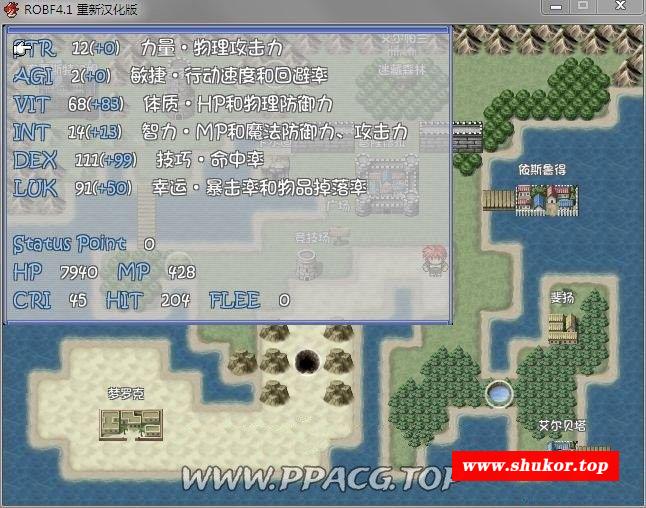 ROBF4.1 重新汉化版
STR 12(+0) 力量·物理攻击力
AGI 2(+0) 敏捷·行动速度和回避率
VIT 68(+85) 体质·HP和物理防御力
INT 14(+13) 智力·MP和魔法防御力、攻击力
DEX 111(+99) 技巧·命中率
LUK 91(+50) 幸运·暴击率和物品掉落率
Status Point 0
HP 7940 MP 428
CRI 45 HIT 204 FLEE 0
迷藏森林
依斯鲁得
广场
竞技场
斐扬
梦罗克
艾尔贝塔
WWW.PPACG.TOP
www.shukor.top